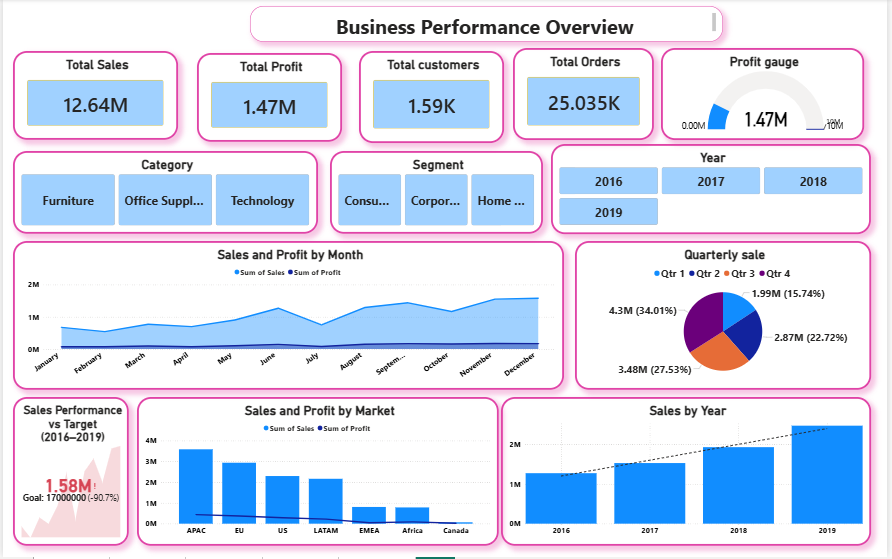 Business Performance Overview
Total Sales
12.64M
Total Profit
1.47M
Total customers
1.59K
Total Orders
25.035K
Profit gauge
0.00M
1.47M
10M
Category
Furniture
Office Suppl...
Technology
Segment
Consu...
Corpor...
Home ...
Year
2016
2017
2018
2019
Sales and Profit by Month
Sum of Sales Sum of Profit
2M
1M
0M
January
February
March
April
May
June
July
August
Septem...
October
November
December
Quarterly sale
Qtr 1 Qtr 2 Qtr 3 Qtr 4
1.99M (15.74%)
4.3M (34.01%)
2.87M (22.72%)
3.48M (27.53%)
Sales Performance
vs Target
(2016–2019)
1.58M!
Goal: 17000000 (-90.7%)
Sales and Profit by Market
Sum of Sales Sum of Profit
4M
3M
2M
1M
0M
APAC
EU
US
LATAM
EMEA
Africa
Canada
Sales by Year
2M
1M
0M
2016
2017
2018
2019